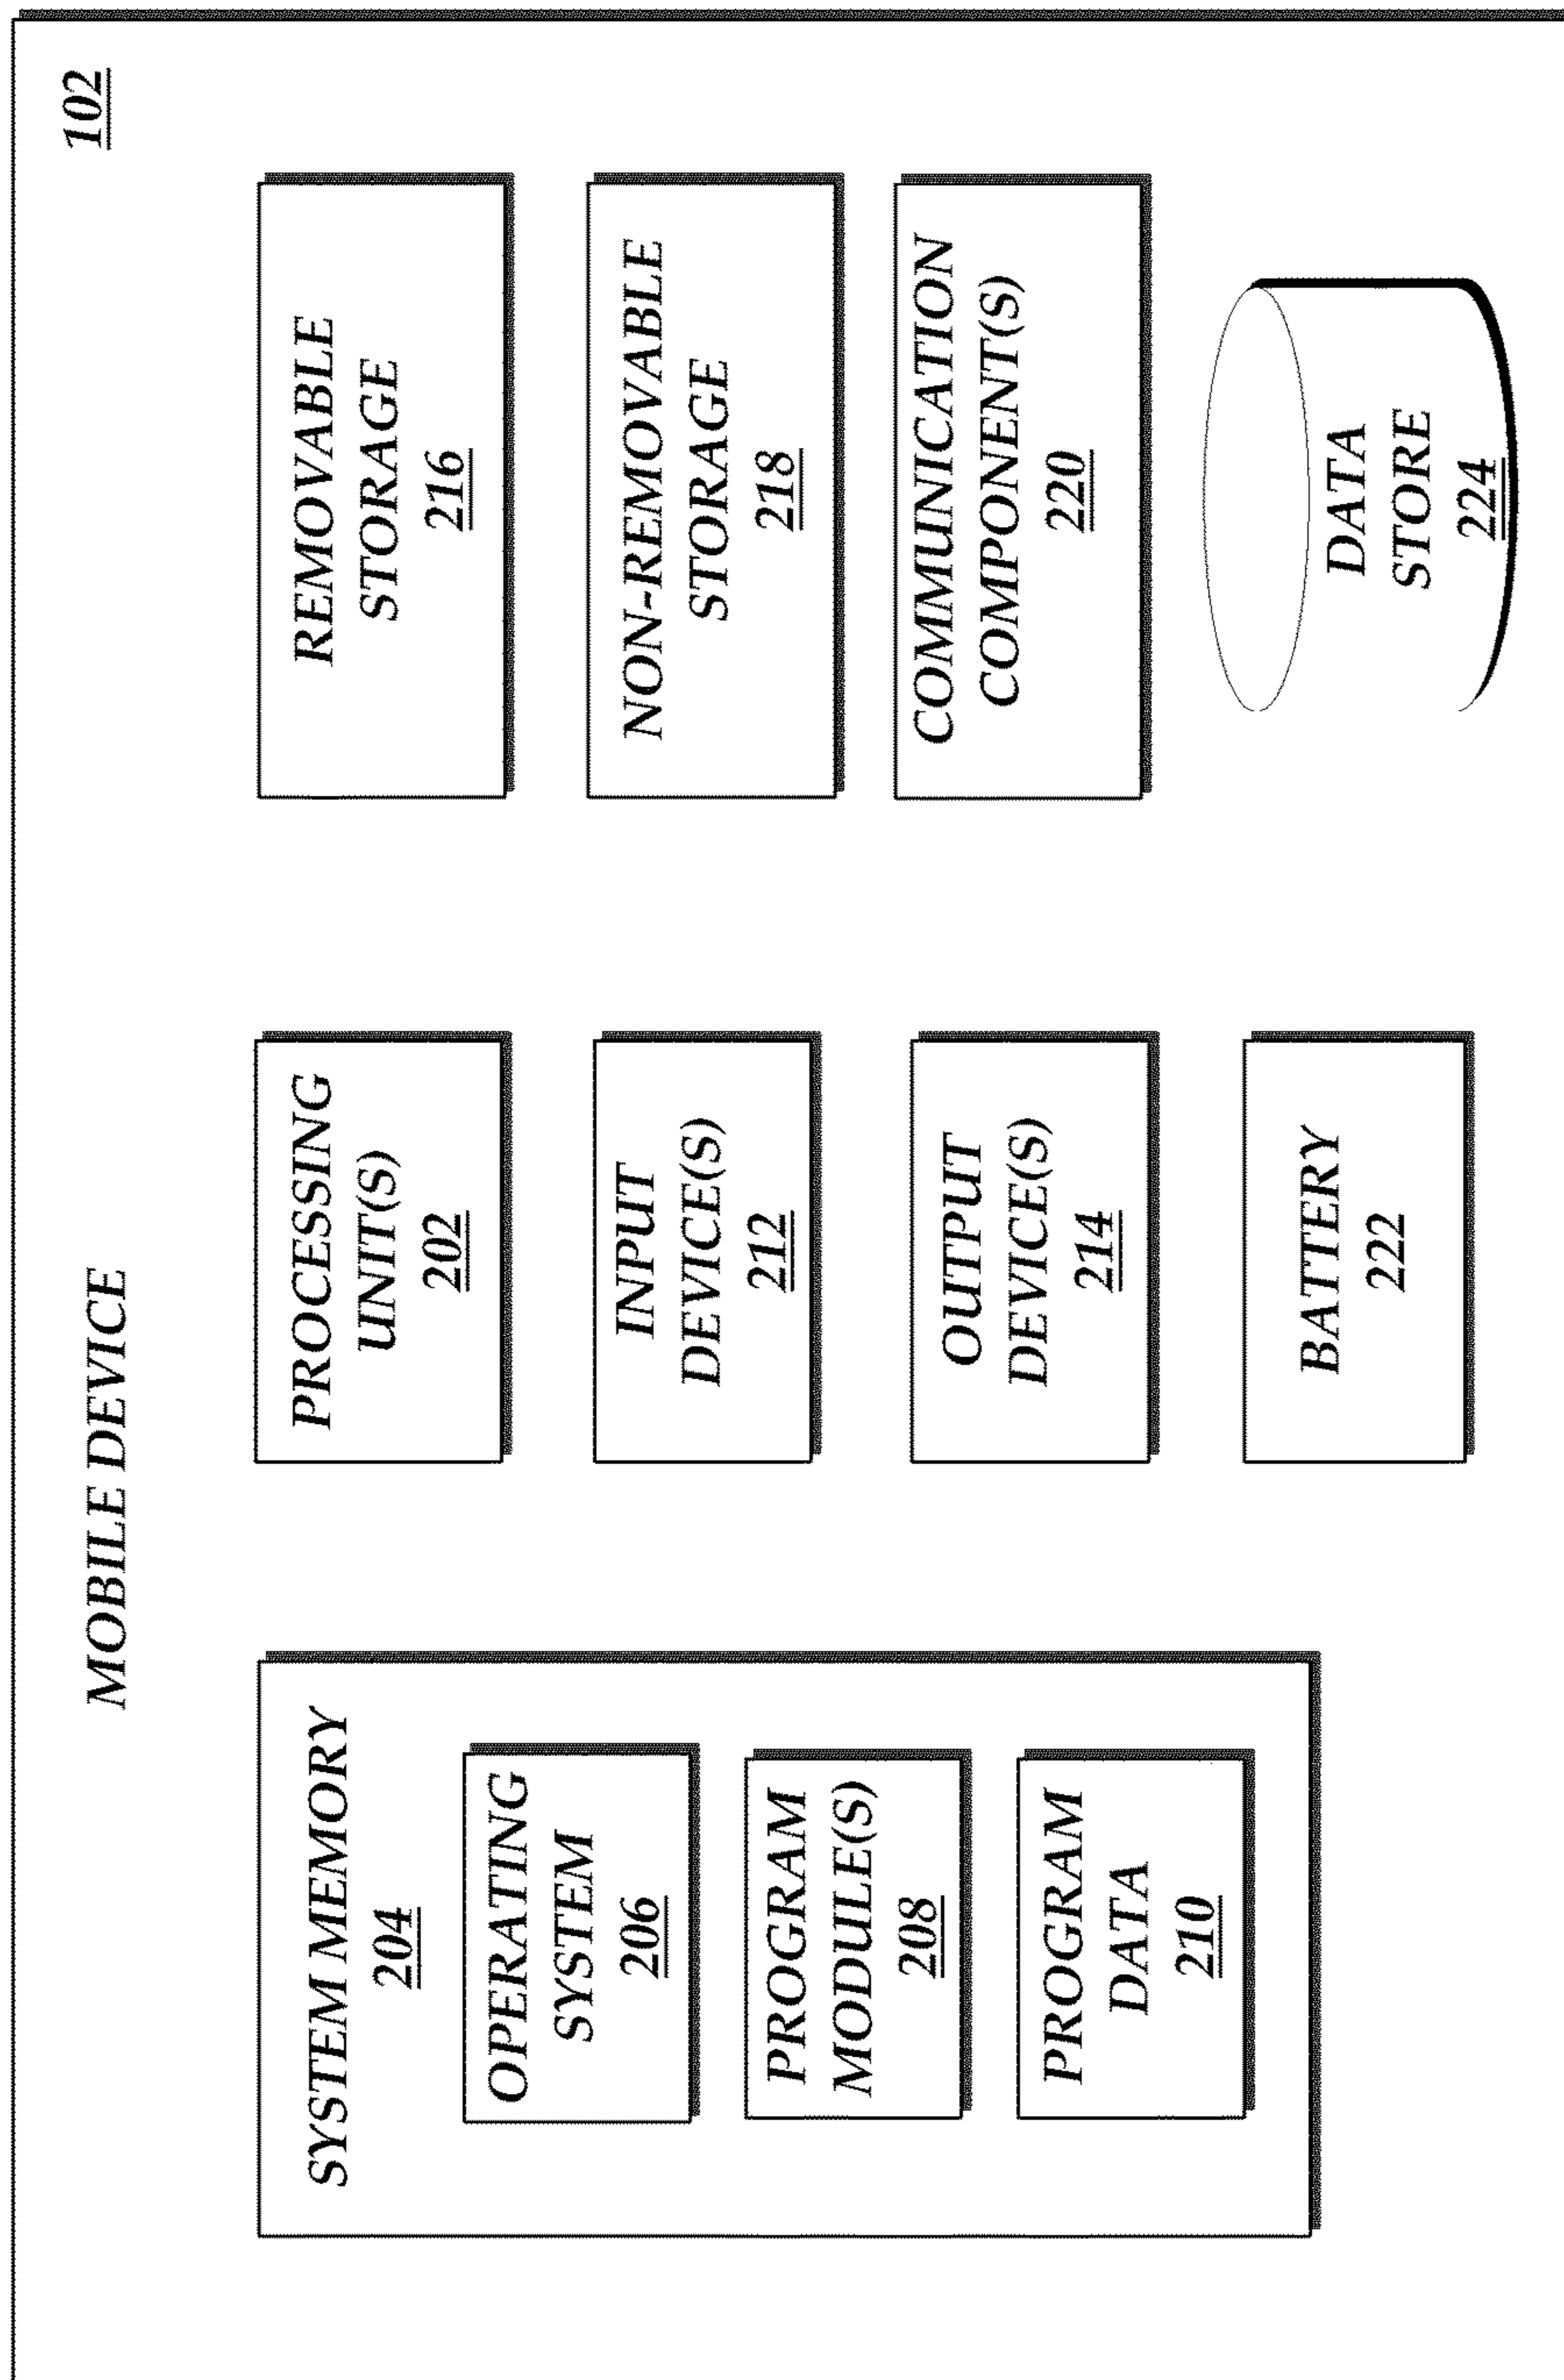 MOBILE DEVICE
102
SYSTEM MEMORY
204
OPERATING
SYSTEM
206
PROGRAM
MODULE(S)
208
PROGRAM
DATA
210
PROCESSING
UNIT(S)
202
INPUT
DEVICE(S)
212
OUTPUT
DEVICE(S)
214
BATTERY
222
REMOVABLE
STORAGE
216
NON-REMOVABLE
STORAGE
218
COMMUNICATION
COMPONENT(S)
220
DATA
STORE
224